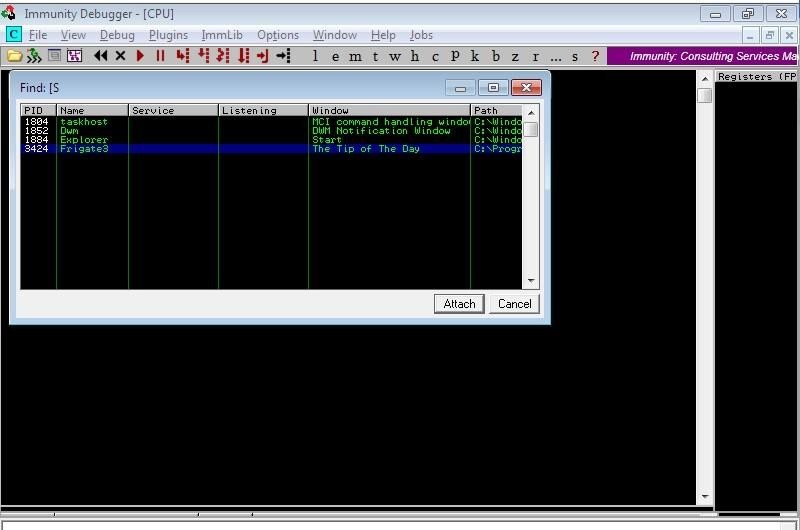 Immunity Debugger - [CPU]
C File View Debug Plugins ImmLib Options Window Help Jobs
l e m t w h c p k b z r ... s ? Immunity: Consulting Services Ma
Registers (FP
Find: [S
PID Name Service Listening Window Path
1804 taskhost MCI command handling window C:\Windo
1852 Dwm DWM Notification Window C:\Windo
1884 Explorer Start C:\Windo
3424 Frigate3 The Tip of The Day C:\Progr
Attach Cancel